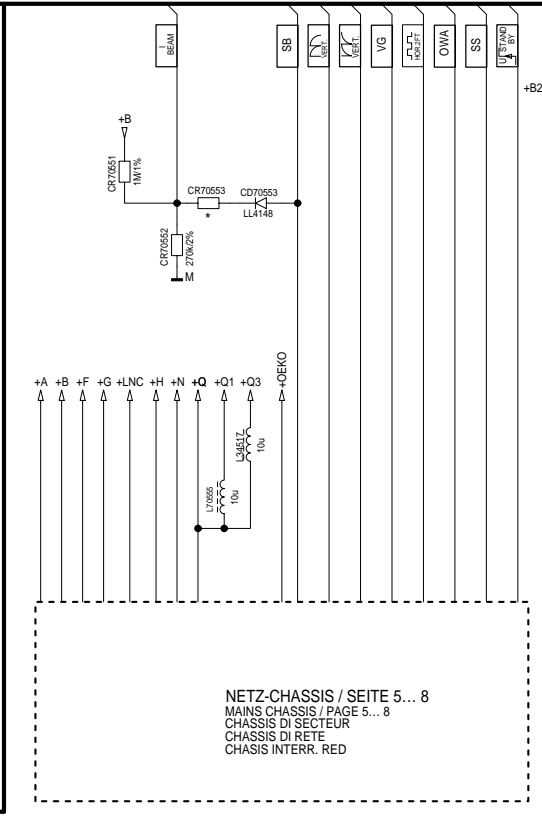 I
BEAM
SB
VERT.
VERT.
VG
HOR.2FT
OWA
SS
U STAND
BY
+B2
+B
CR70551
1M/1%
CR70553
*
CD70553
LL4148
CR70552
270k/2%
M
+A +B +F +G +LNC +H +N +Q +Q1 +Q3 +OEKO
L34517
10u
L70555
10u
NETZ-CHASSIS / SEITE 5... 8
MAINS CHASSIS / PAGE 5... 8
CHASSIS DI SECTEUR
CHASSIS DI RETE
CHASIS INTERR. RED